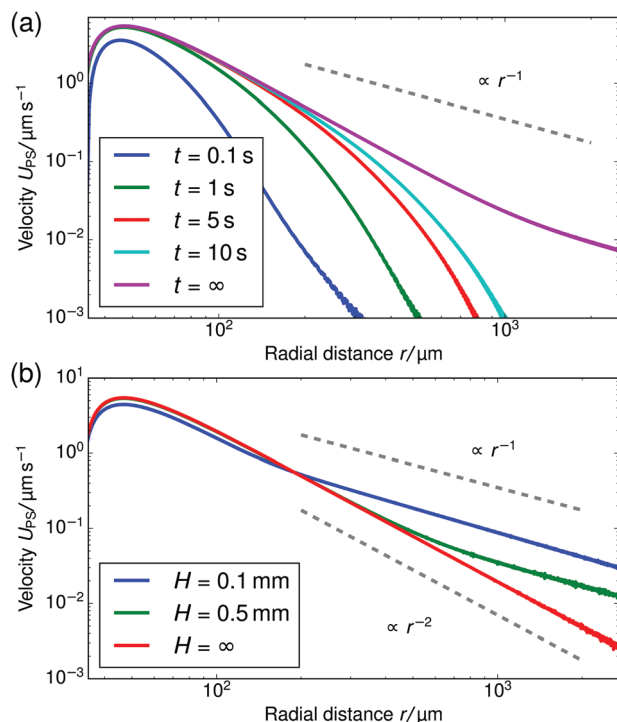 (a)
Velocity U_PS/μm s⁻¹
10⁰
10⁻¹
10⁻²
10⁻³
∝ r⁻¹
t = 0.1 s
t = 1 s
t = 5 s
t = 10 s
t = ∞
10²
10³
Radial distance r/μm
(b)
Velocity U_PS/μm s⁻¹
10¹
10⁰
10⁻¹
10⁻²
10⁻³
∝ r⁻¹
∝ r⁻²
H = 0.1 mm
H = 0.5 mm
H = ∞
10²
10³
Radial distance r/μm